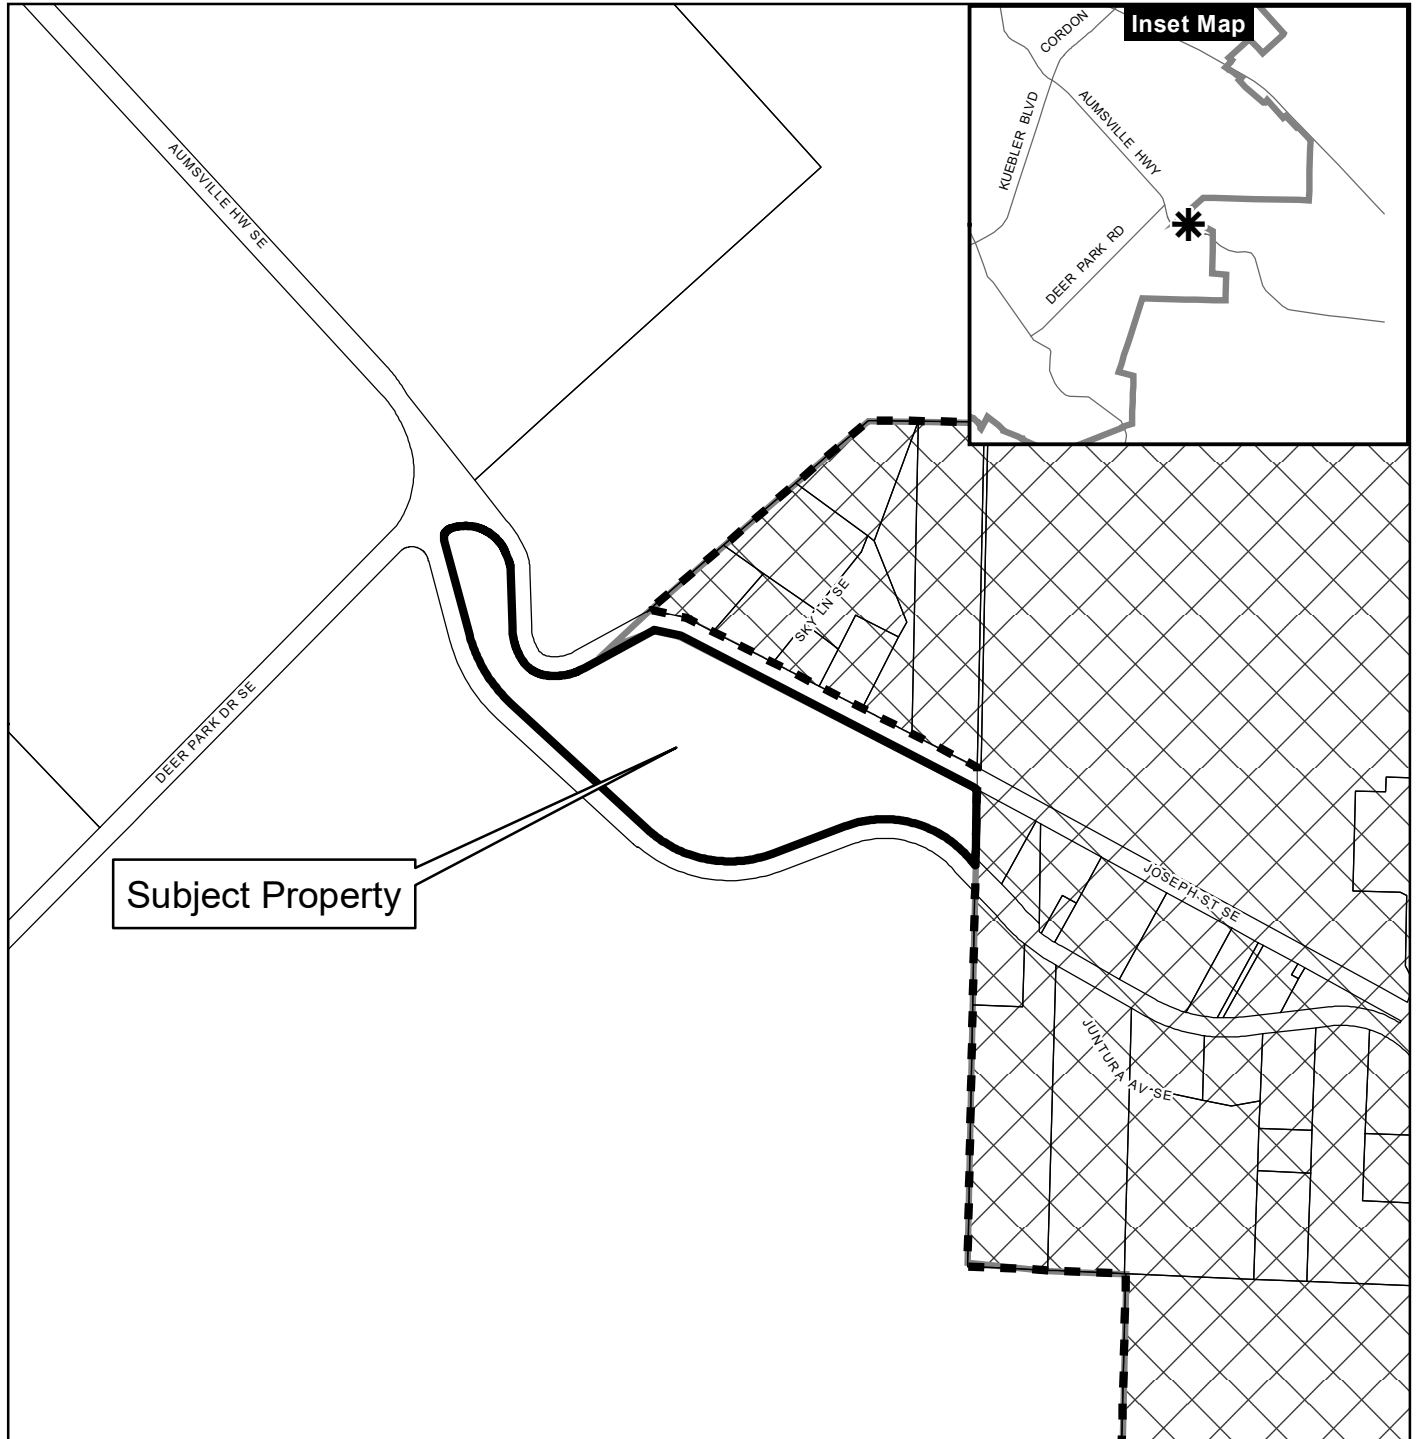 Inset Map
CORDON
KUEBLER BLVD
AUMSVILLE HWY
DEER PARK RD
AUMSVILLE HW SE
SKY LN SE
DEER PARK DR SE
Subject Property
JOSEPH ST SE
JUNTURA AV SE